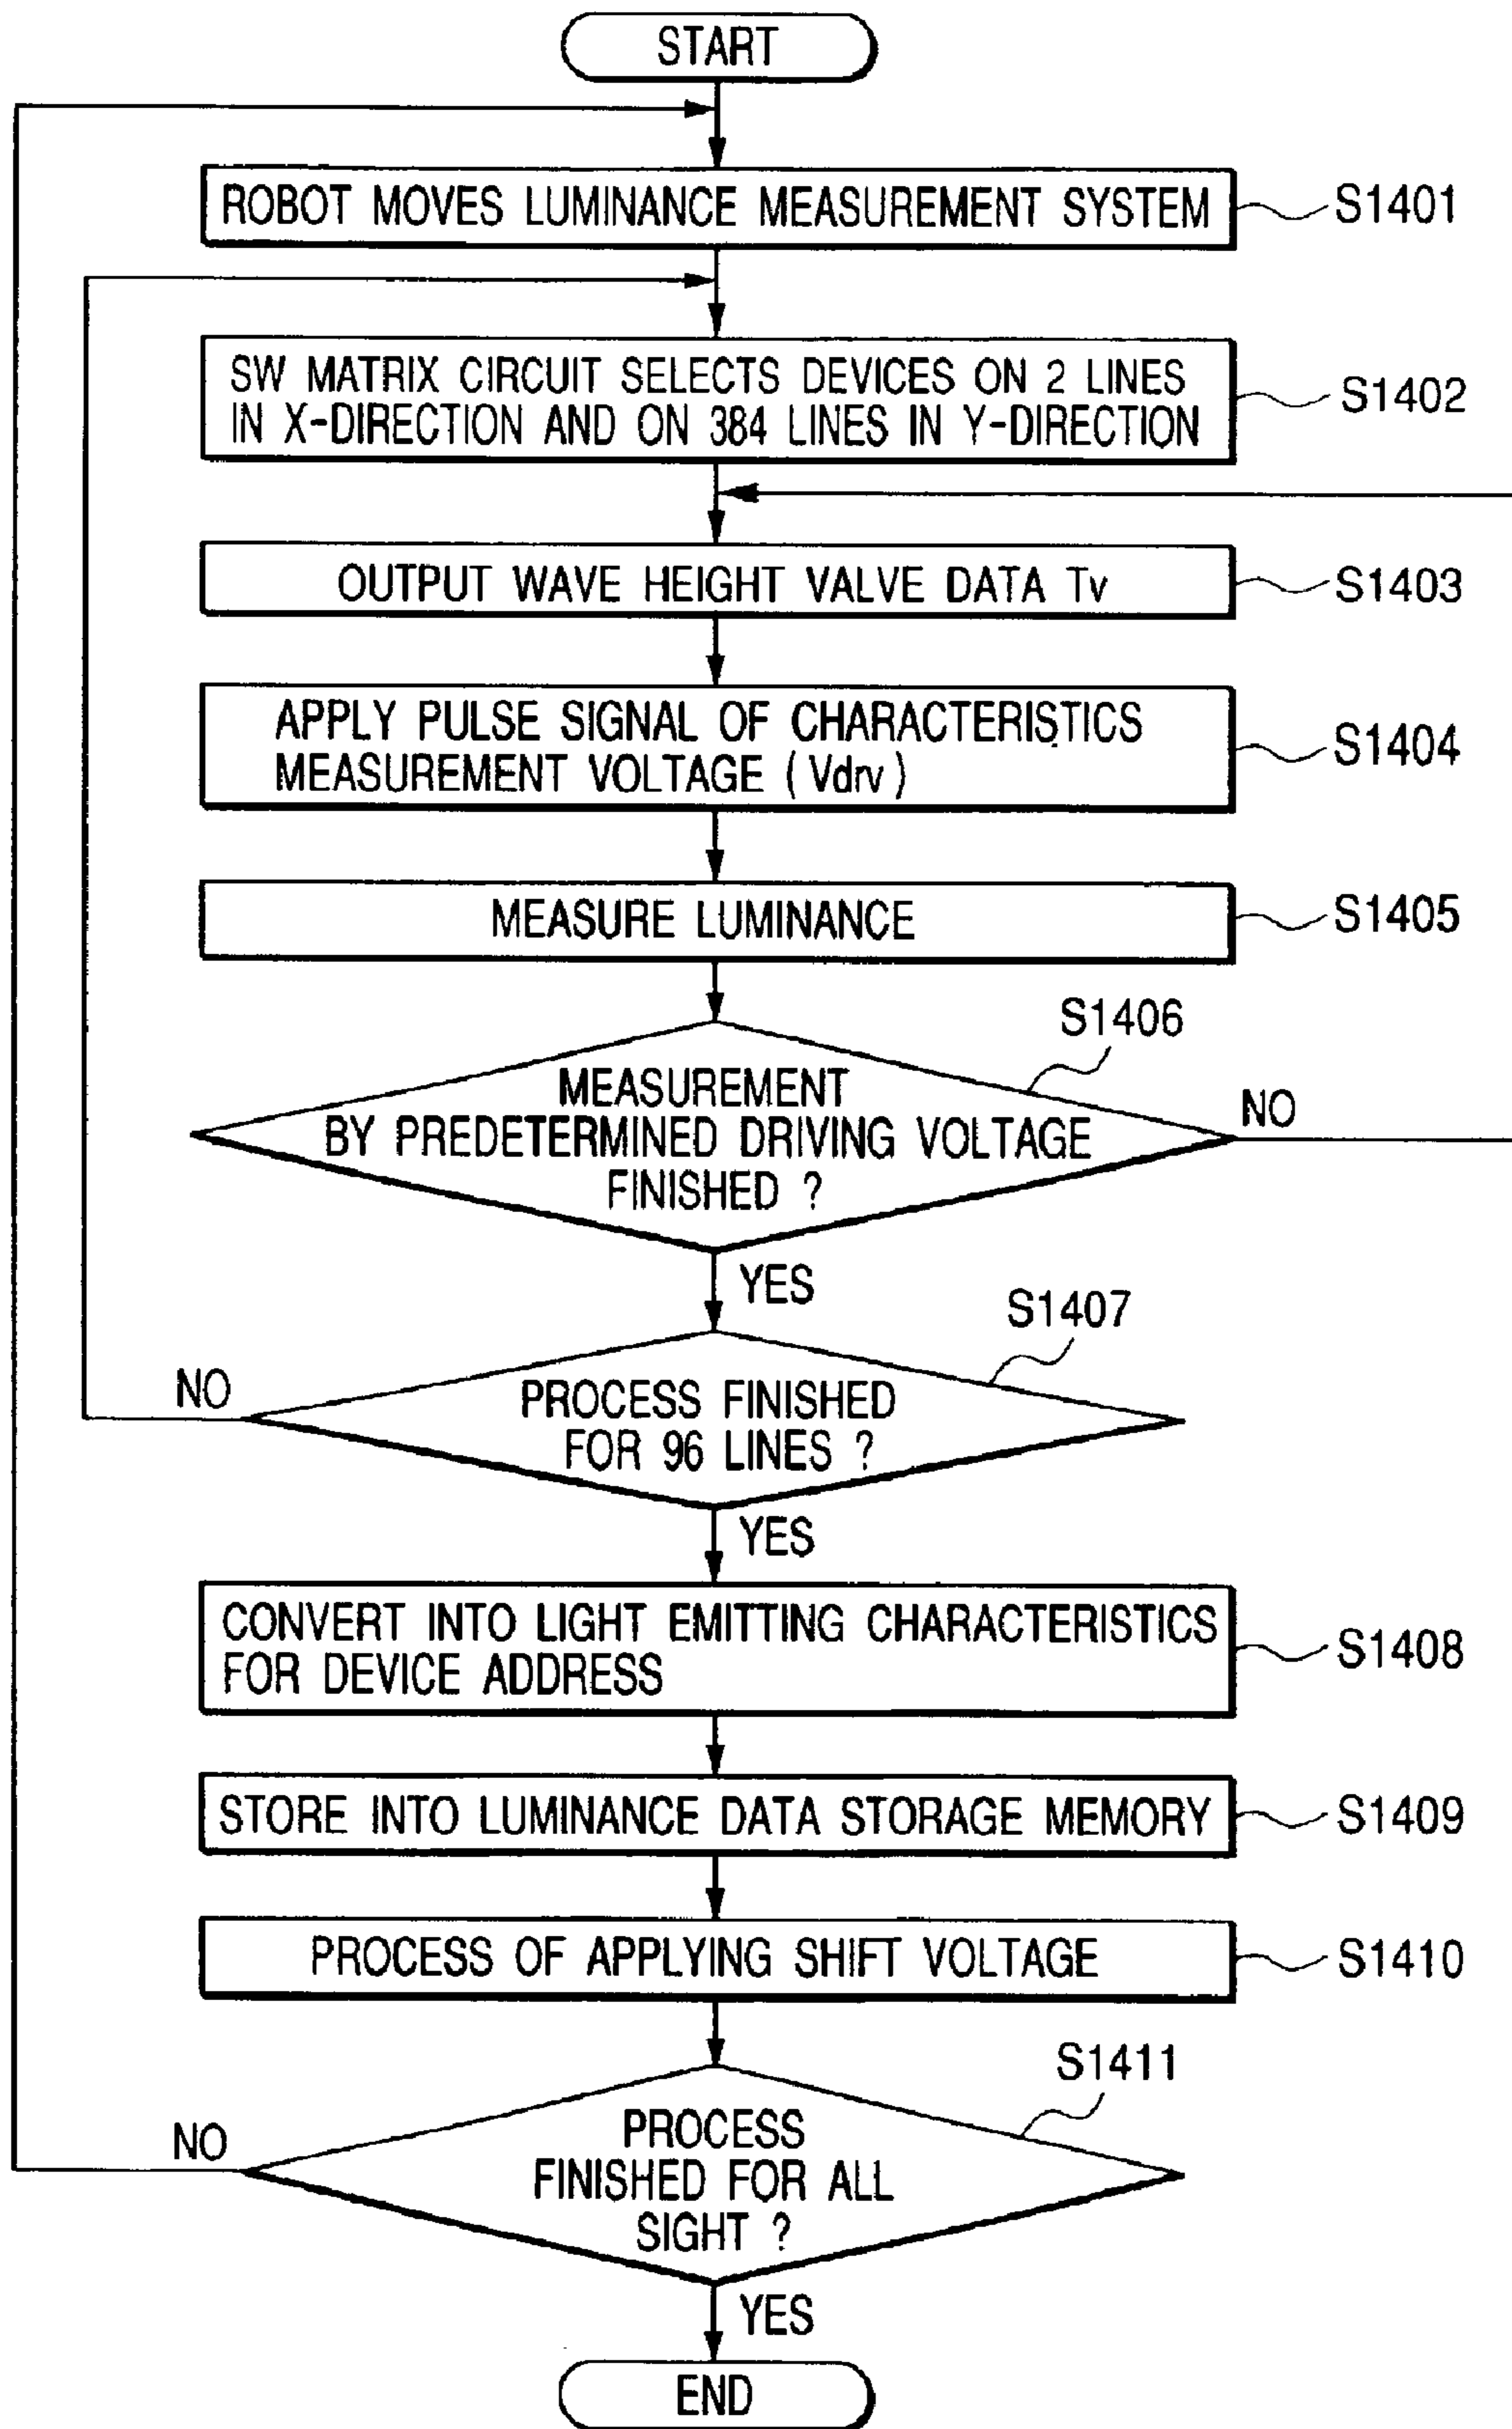 START
ROBOT MOVES LUMINANCE MEASUREMENT SYSTEM
S1401
SW MATRIX CIRCUIT SELECTS DEVICES ON 2 LINES
IN X-DIRECTION AND ON 384 LINES IN Y-DIRECTION
S1402
OUTPUT WAVE HEIGHT VALVE DATA Tv
S1403
APPLY PULSE SIGNAL OF CHARACTERISTICS
MEASUREMENT VOLTAGE (Vdrv)
S1404
MEASURE LUMINANCE
S1405
S1406
MEASUREMENT
BY PREDETERMINED DRIVING VOLTAGE
FINISHED ?
NO
YES
S1407
NO
PROCESS FINISHED
FOR 96 LINES ?
YES
CONVERT INTO LIGHT EMITTING CHARACTERISTICS
FOR DEVICE ADDRESS
S1408
STORE INTO LUMINANCE DATA STORAGE MEMORY
S1409
PROCESS OF APPLYING SHIFT VOLTAGE
S1410
S1411
NO
PROCESS
FINISHED FOR ALL
SIGHT ?
YES
END